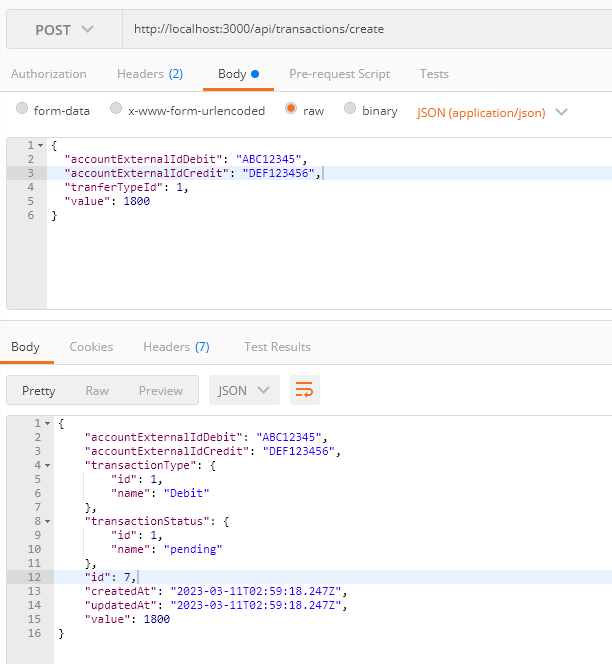 POST http://localhost:3000/api/transactions/create
Authorization Headers (2) Body Pre-request Script Tests
form-data x-www-form-urlencoded raw binary JSON (application/json)
1 {
2 "accountExternalIdDebit": "ABC12345",
3 "accountExternalIdCredit": "DEF123456",
4 "tranferTypeId": 1,
5 "value": 1800
6 }
Body Cookies Headers (7) Test Results
Pretty Raw Preview JSON
1 {
2 "accountExternalIdDebit": "ABC12345",
3 "accountExternalIdCredit": "DEF123456",
4 "transactionType": {
5 "id": 1,
6 "name": "Debit"
7 },
8 "transactionStatus": {
9 "id": 1,
10 "name": "pending"
11 },
12 "id": 7,
13 "createdAt": "2023-03-11T02:59:18.247Z",
14 "updatedAt": "2023-03-11T02:59:18.247Z",
15 "value": 1800
16 }